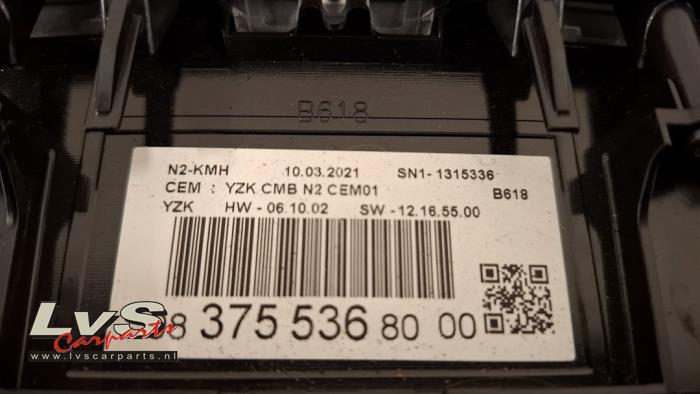 B618
N2-KMH 10.03.2021 SN1-1315336
CEM : YZK CMB N2 CEM01 B618
YZK HW - 06.10.02 SW - 12.16.55.00
8 375 536 80 00
LvS
Carparts
www.lvscarparts.nl